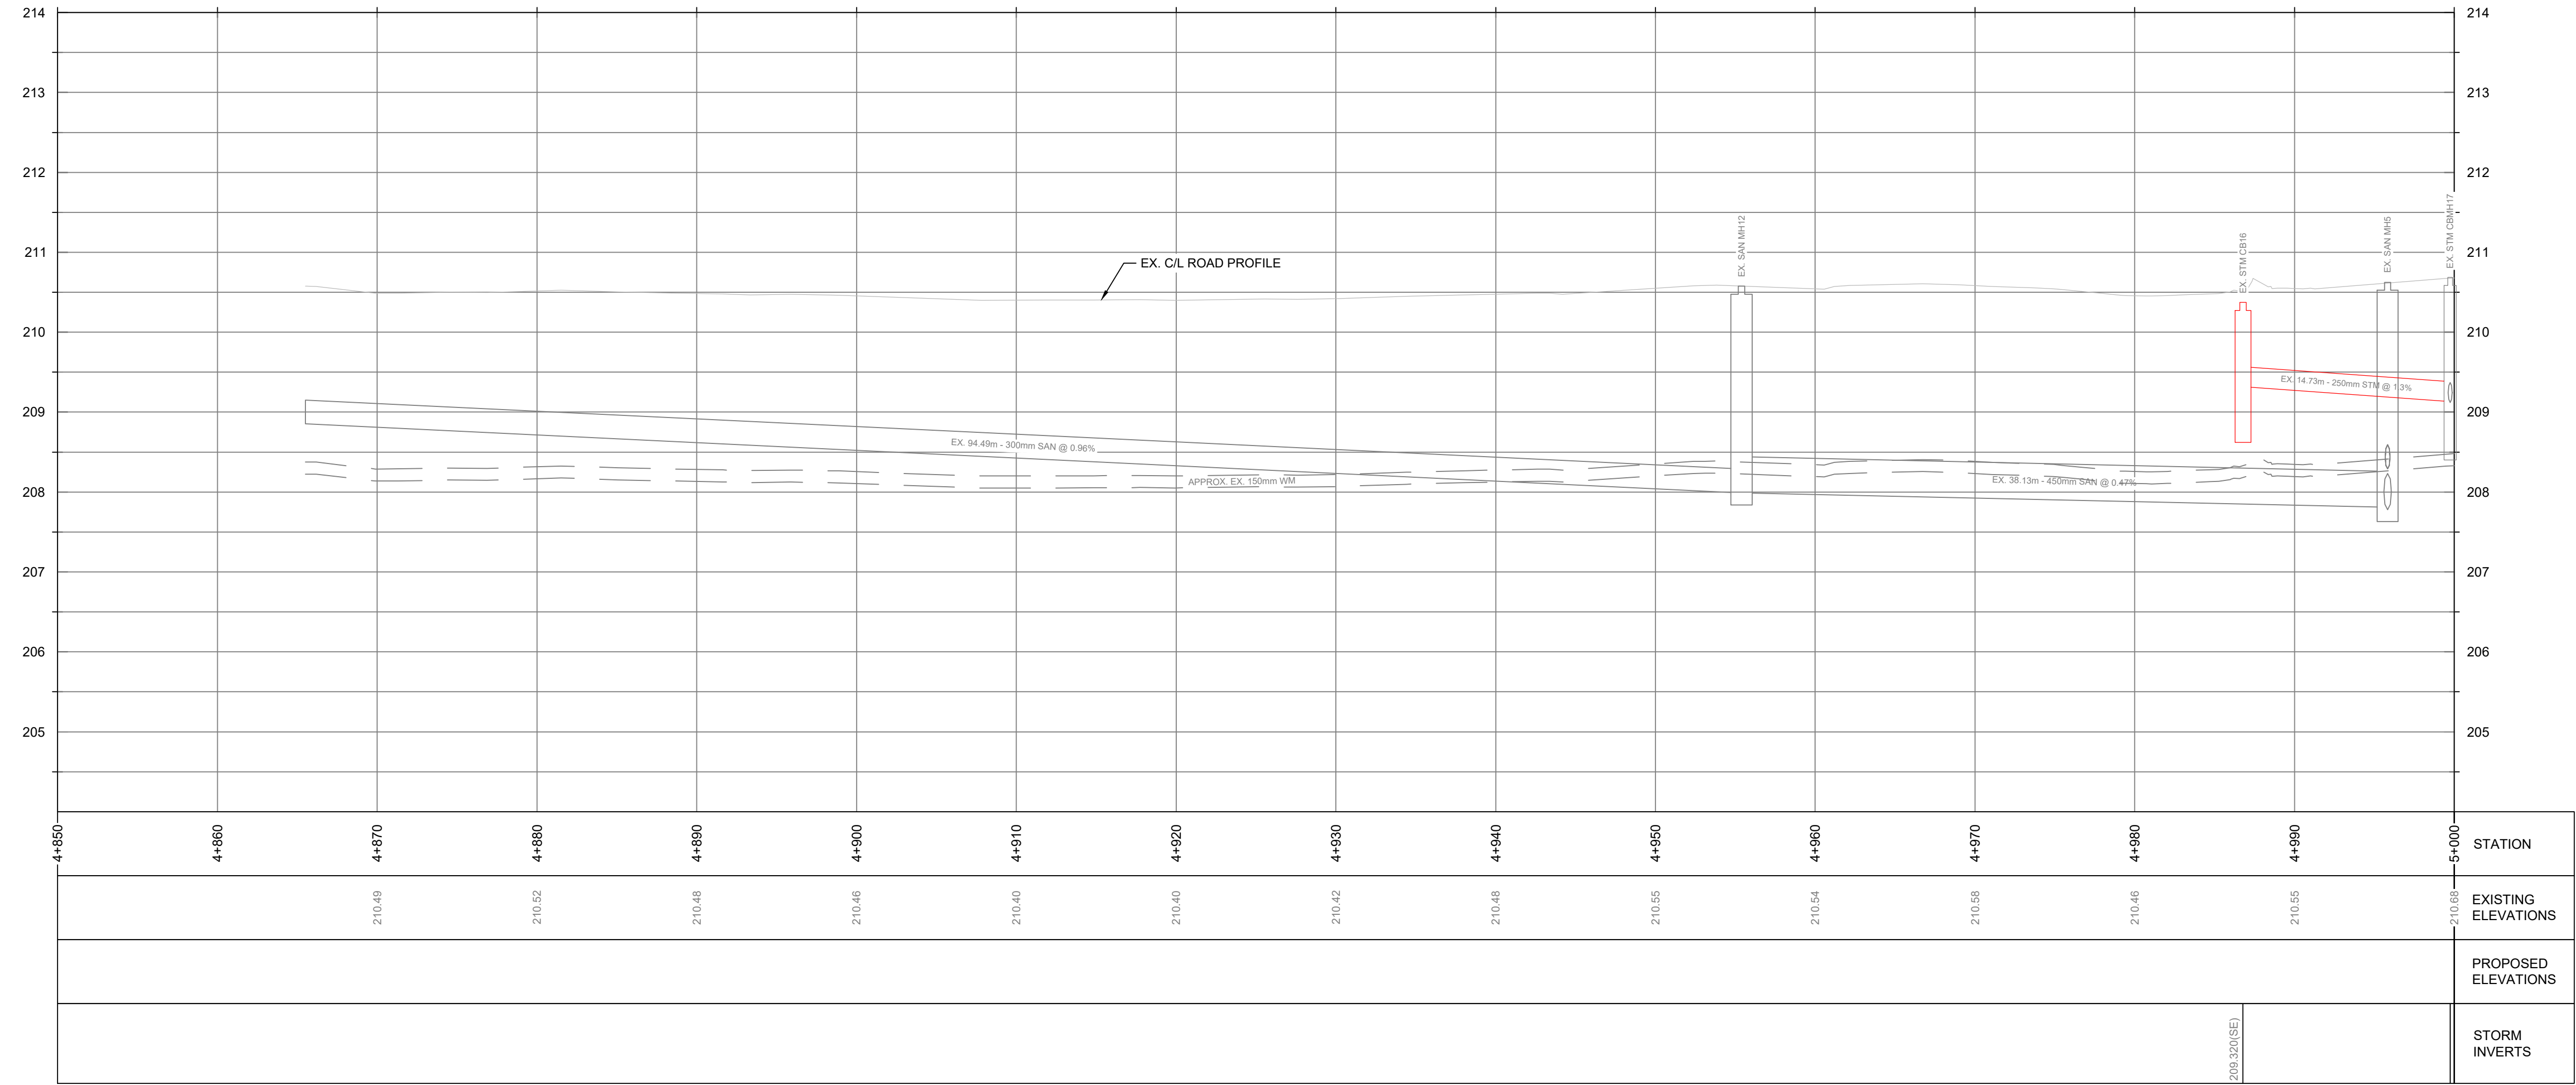 214
214
213
213
212
212
211
211
210
210
209
209
208
208
207
207
206
206
205
205
EX. C/L ROAD PROFILE
EX. SAN MH12
EX. STM CB16
EX. SAN MH5
EX. STM CBMH17
EX. 14.73m - 250mm STM @ 1.3%
EX. 94.49m - 300mm SAN @ 0.96%
APPROX. EX. 150mm WM
EX. 38.13m - 450mm SAN @ 0.47%
4+850
4+860
4+870
4+880
4+890
4+900
4+910
4+920
4+930
4+940
4+950
4+960
4+970
4+980
4+990
5+000
STATION
210.49
210.52
210.48
210.46
210.40
210.40
210.42
210.48
210.55
210.54
210.58
210.46
210.55
210.68
EXISTING
ELEVATIONS
PROPOSED
ELEVATIONS
209.320(SE)
STORM
INVERTS